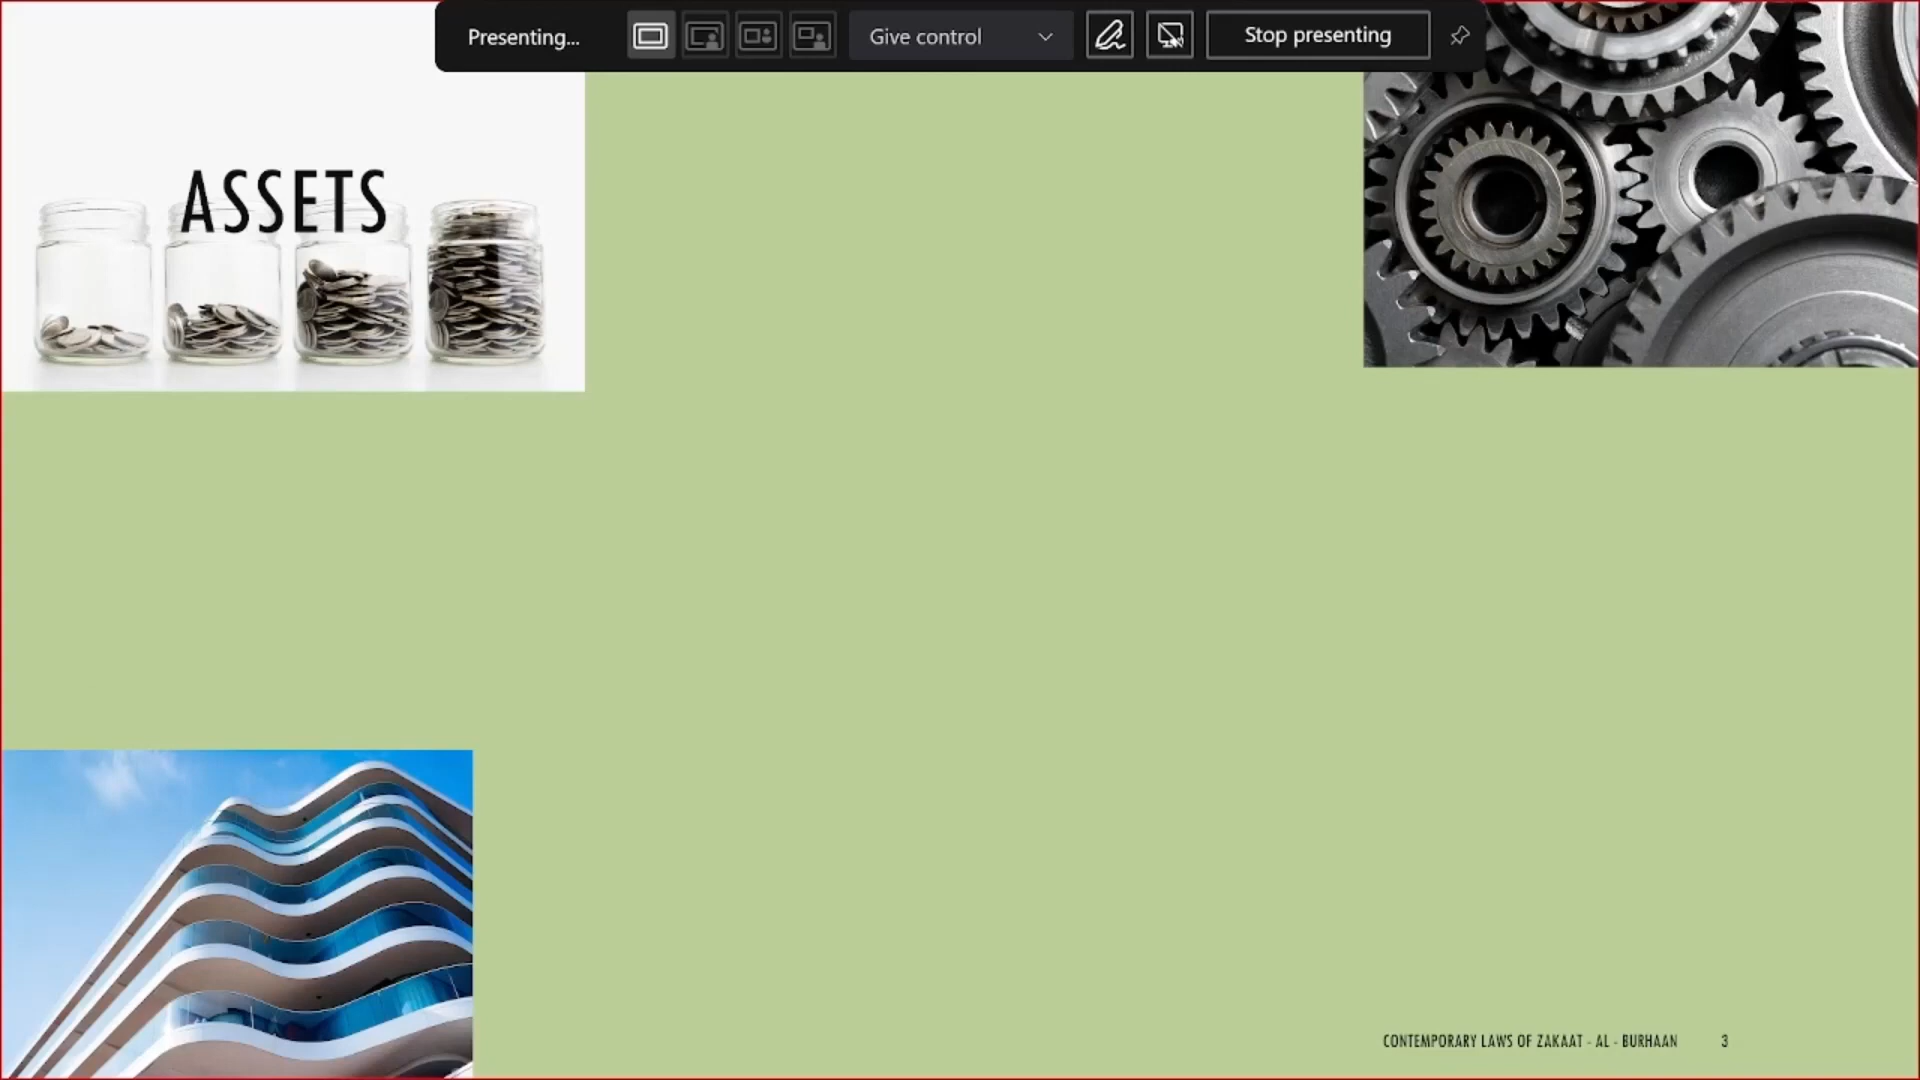 Presenting...
Give control
Stop presenting
ASSETS
CONTEMPORARY LAWS OF ZAKAAT - AL - BURHAAN
3